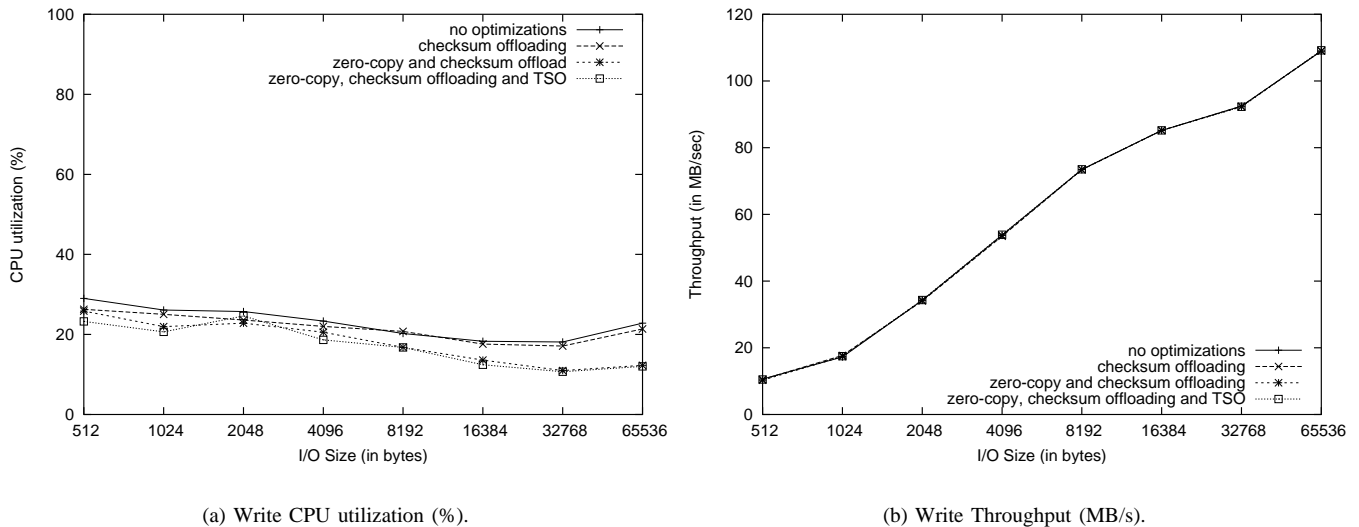 100
80
60
40
20
0
CPU utilization (%)
no optimizations
checksum offloading
zero-copy and checksum offload
zero-copy, checksum offloading and TSO
512 1024 2048 4096 8192 16384 32768 65536
I/O Size (in bytes)
(a) Write CPU utilization (%).
120
100
80
60
40
20
0
Throughput (in MB/sec)
no optimizations
checksum offloading
zero-copy and checksum offloading
zero-copy, checksum offloading and TSO
512 1024 2048 4096 8192 16384 32768 65536
I/O Size (in bytes)
(b) Write Throughput (MB/s).